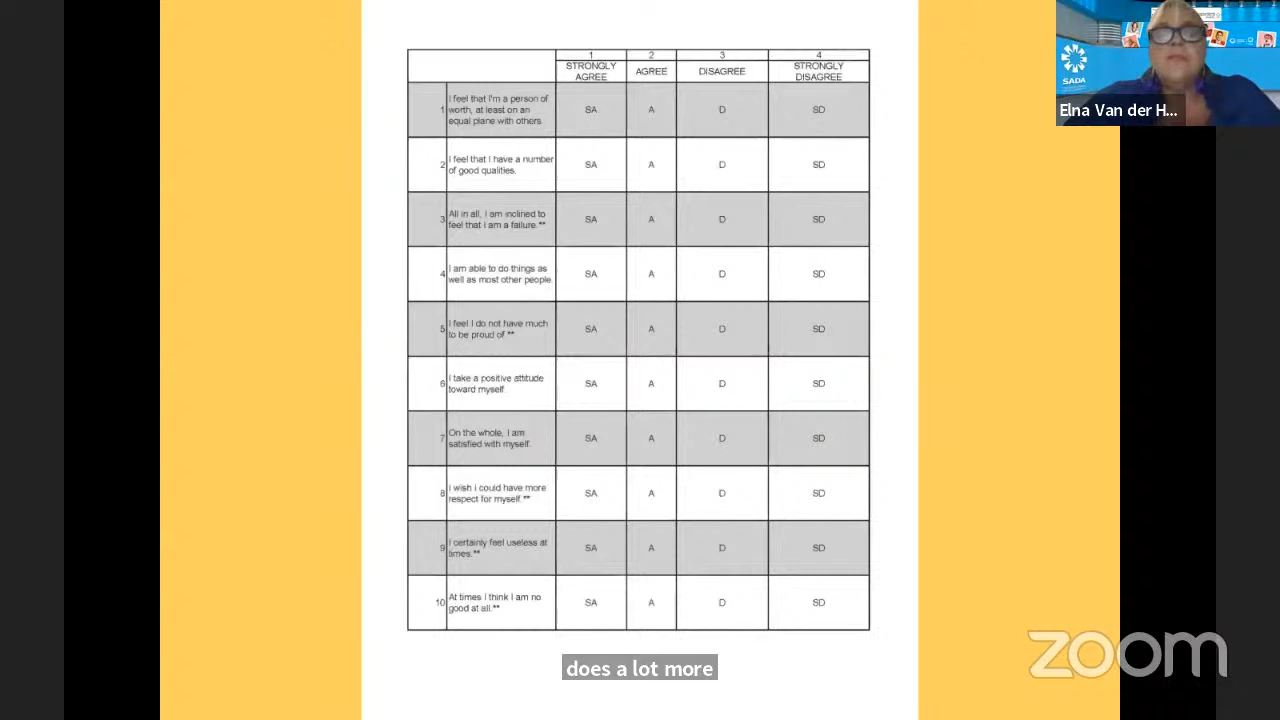 1
2
3
4
STRONGLY
AGREE
AGREE
DISAGREE
STRONGLY
DISAGREE
1
I feel that I'm a person of
worth, at least on an
equal plane with others.
SA
A
D
SD
2
I feel that I have a number
of good qualities.
SA
A
D
SD
3
All in all, I am inclined to
feel that I am a failure.**
SA
A
D
SD
4
I am able to do things as
well as most other people.
SA
A
D
SD
5
I feel I do not have much
to be proud of **
SA
A
D
SD
6
I take a positive attitude
toward myself.
SA
A
D
SD
7
On the whole, I am
satisfied with myself.
SA
A
D
SD
8
I wish I could have more
respect for myself.**
SA
A
D
SD
9
I certainly feel useless at
times.**
SA
A
D
SD
10
At times I think I am no
good at all.**
SA
A
D
SD
SADA
Elna Van der H...
does a lot more
zoom